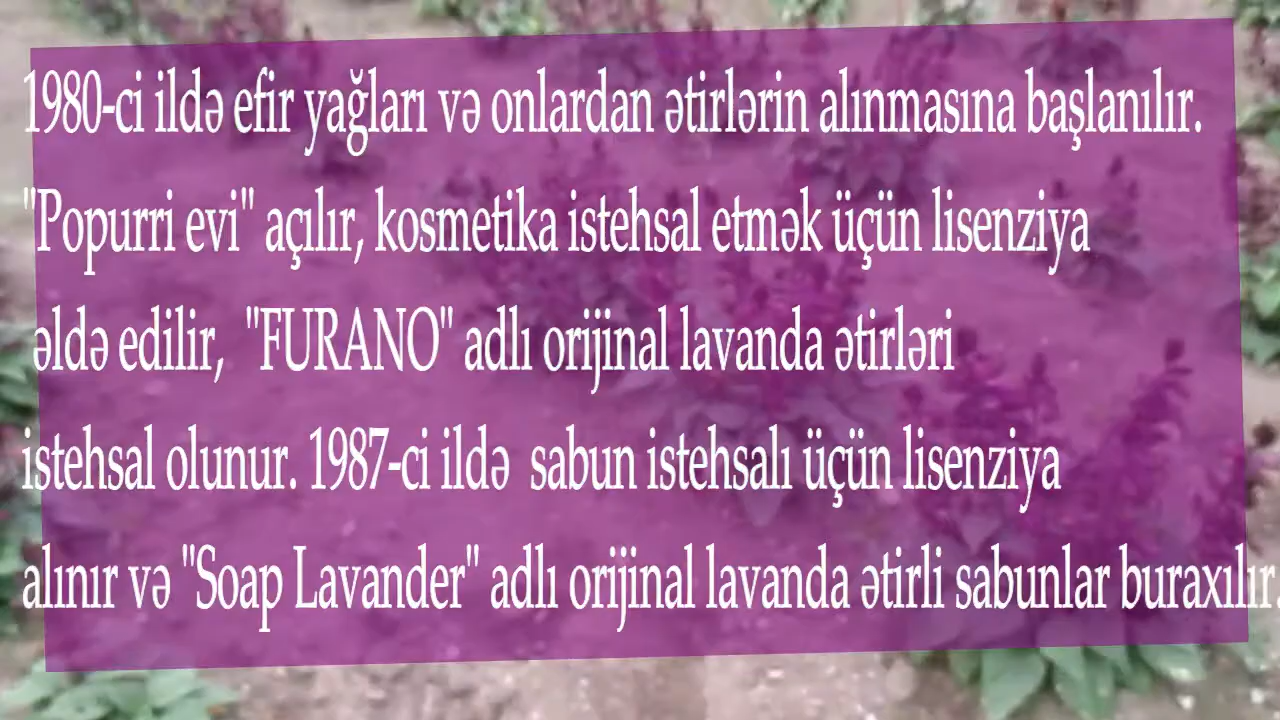 1980-ci ildə efir yağları və onlardan ətirlərin alınmasına başlanılır.
"Popurri evi" açılır, kosmetika istehsal etmək üçün lisenziya
əldə edilir, "FURANO" adlı orijinal lavanda ətirləri
istehsal olunur. 1987-ci ildə sabun istehsalı üçün lisenziya
alınır və "Soap Lavander" adlı orijinal lavanda ətirli sabunlar buraxılır.